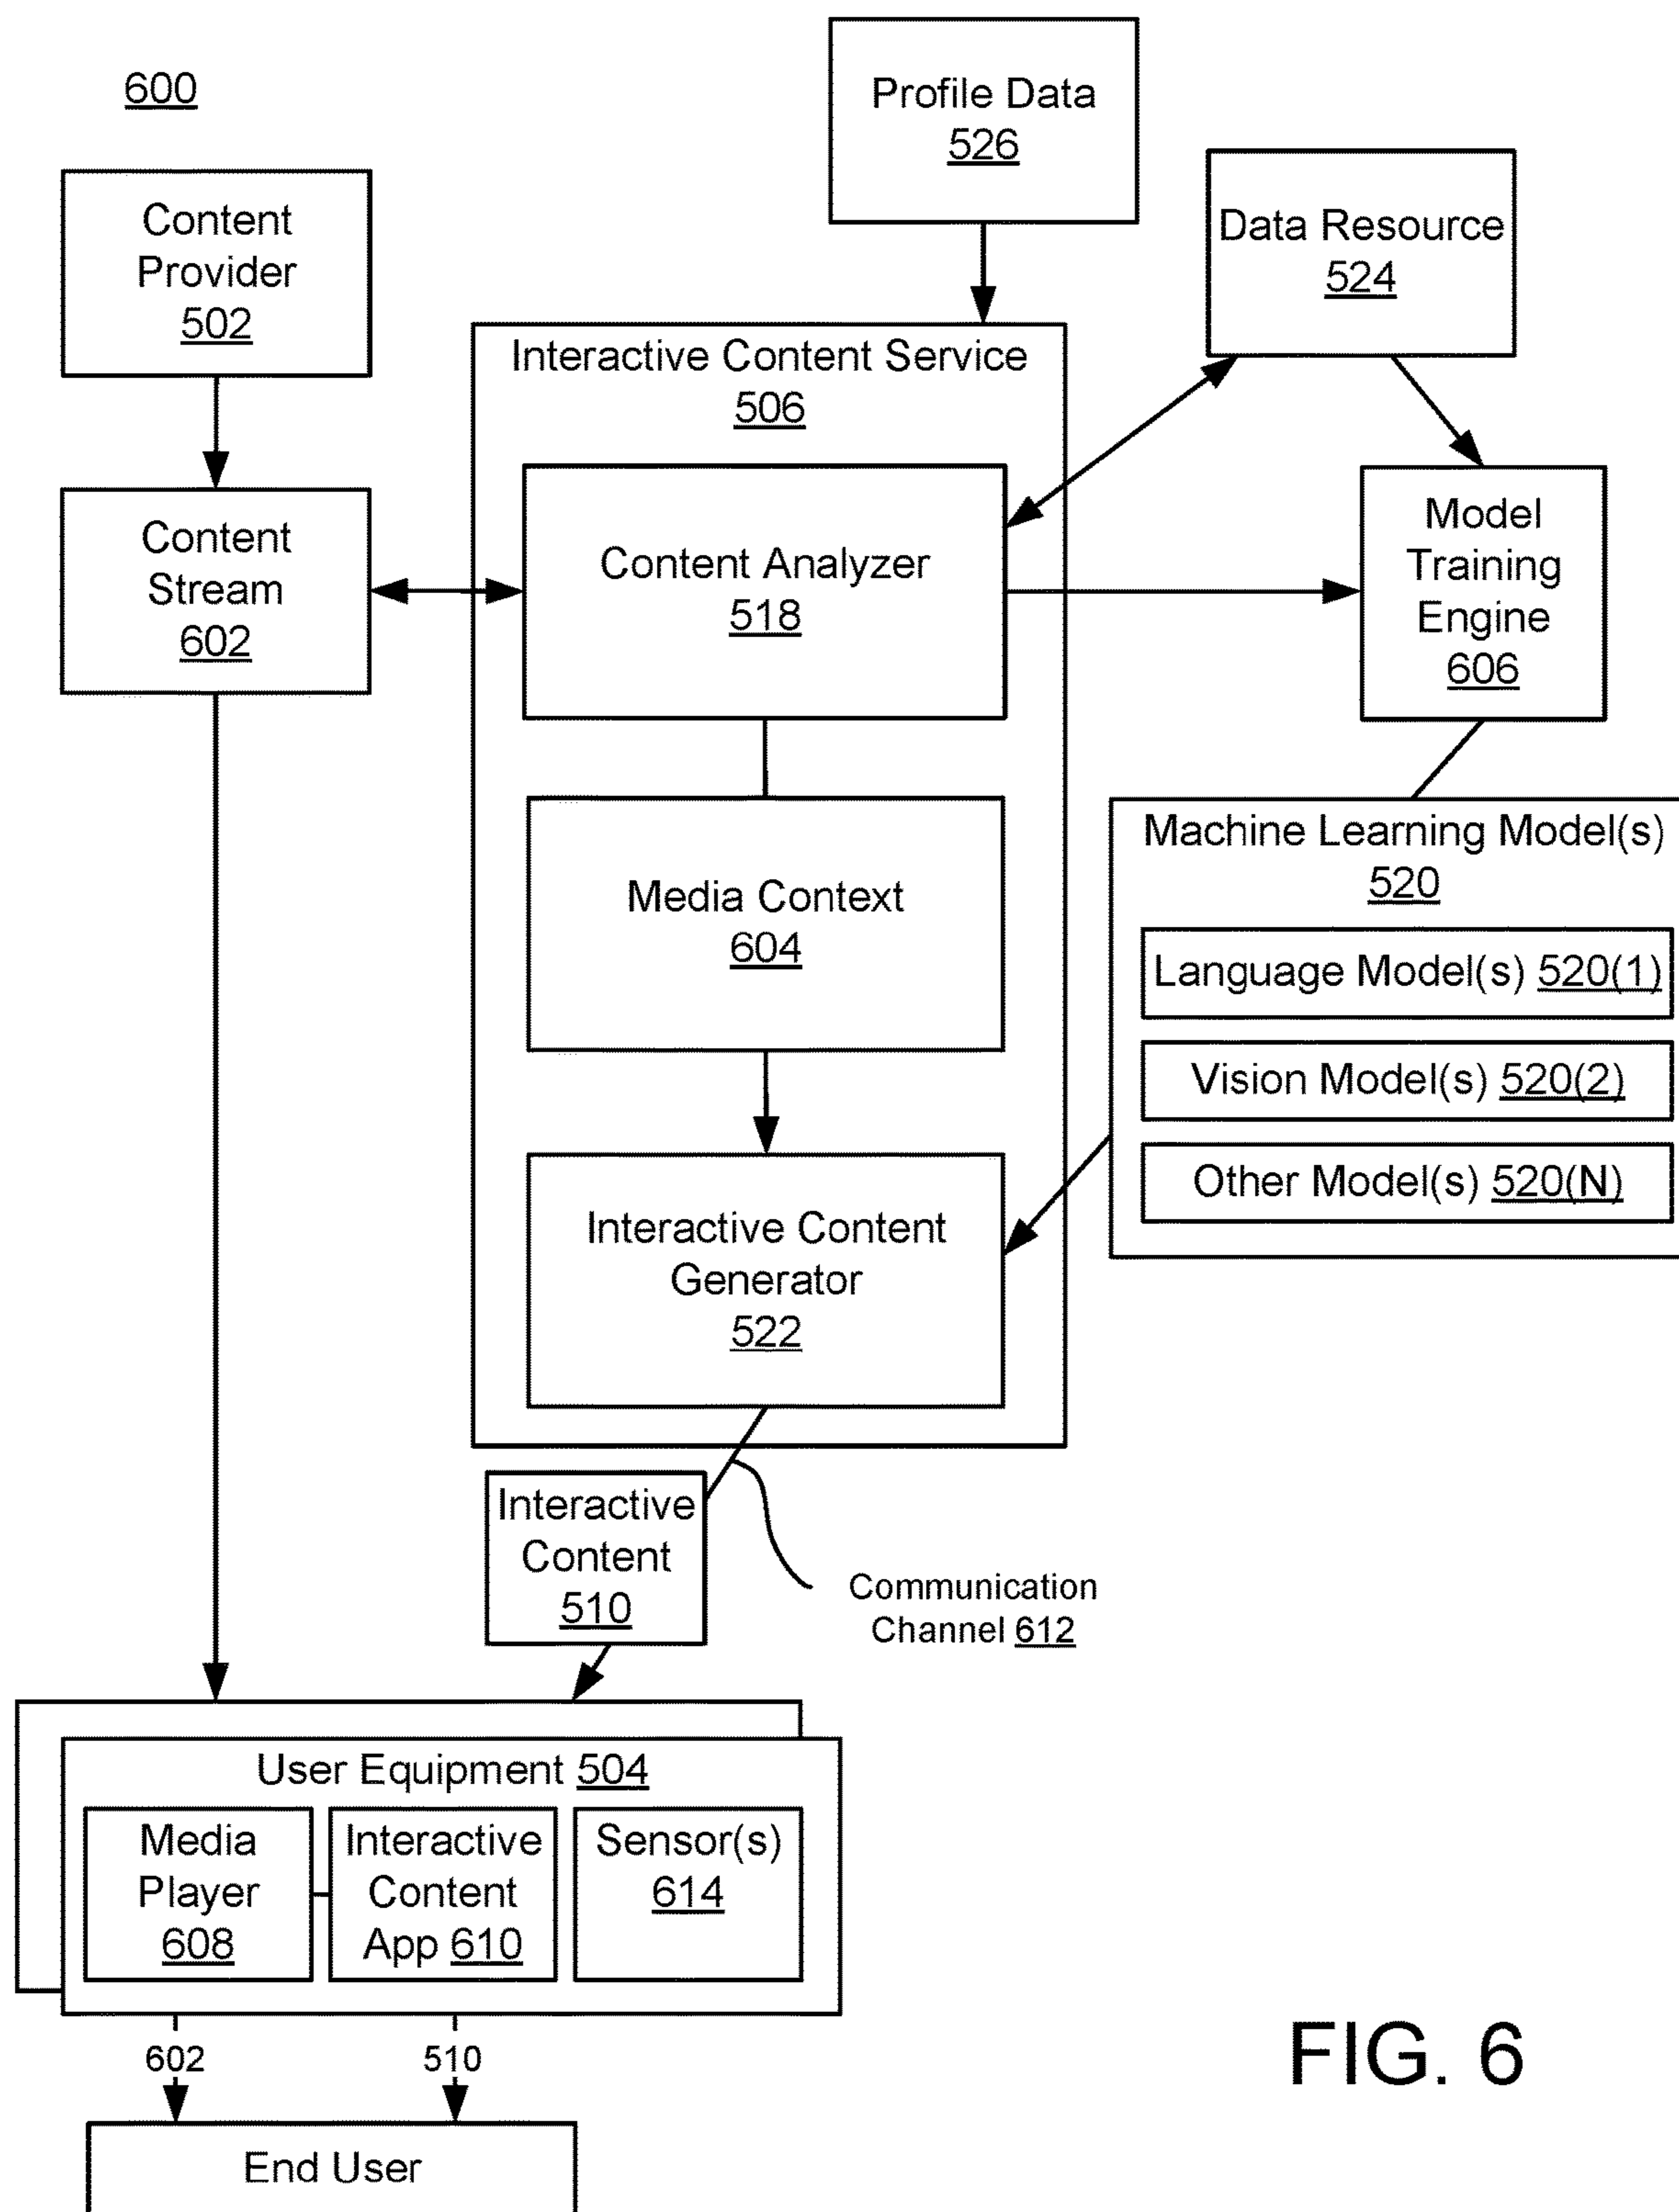 600
Profile Data
526
Content
Provider
502
Data Resource
524
Interactive Content Service
506
Content
Stream
602
Content Analyzer
518
Model
Training
Engine
606
Media Context
604
Machine Learning Model(s)
520
Language Model(s) 520(1)
Vision Model(s) 520(2)
Other Model(s) 520(N)
Interactive Content
Generator
522
Interactive
Content
510
Communication
Channel 612
User Equipment 504
Media
Player
608
Interactive
Content
App 610
Sensor(s)
614
602
510
End User
FIG. 6